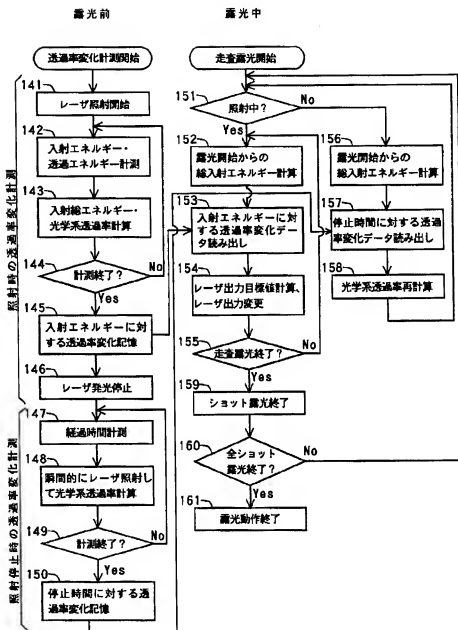 露光前
露光中
照射時の透過率変化計測
照射停止時の透過率変化計測
透過率変化計測開始
141
レーザ照射開始
142
入射エネルギー・
透過エネルギー計測
143
入射総エネルギー・
光学系透過率計算
144
計測終了？
No
Yes
145
入射エネルギーに対
する透過率変化記憶
146
レーザ発光停止
147
経過時間計測
148
瞬間的にレーザ照射し
て光学系透過率計算
149
計測終了？
No
Yes
150
停止時間に対する透
過率変化記憶
走査露光開始
151
照射中？
No
Yes
152
露光開始からの
総入射エネルギー計算
153
入射エネルギーに対
する透過率変化デー
タ読み出し
154
レーザ出力目標値計算、
レーザ出力変更
155
走査露光終了？
No
Yes
159
ショット露光終了
160
全ショット
露光終了？
No
Yes
161
露光動作終了
156
露光開始からの
総入射エネルギー計算
157
停止時間に対する透過
率変化データ読み出し
158
光学系透過率再計算